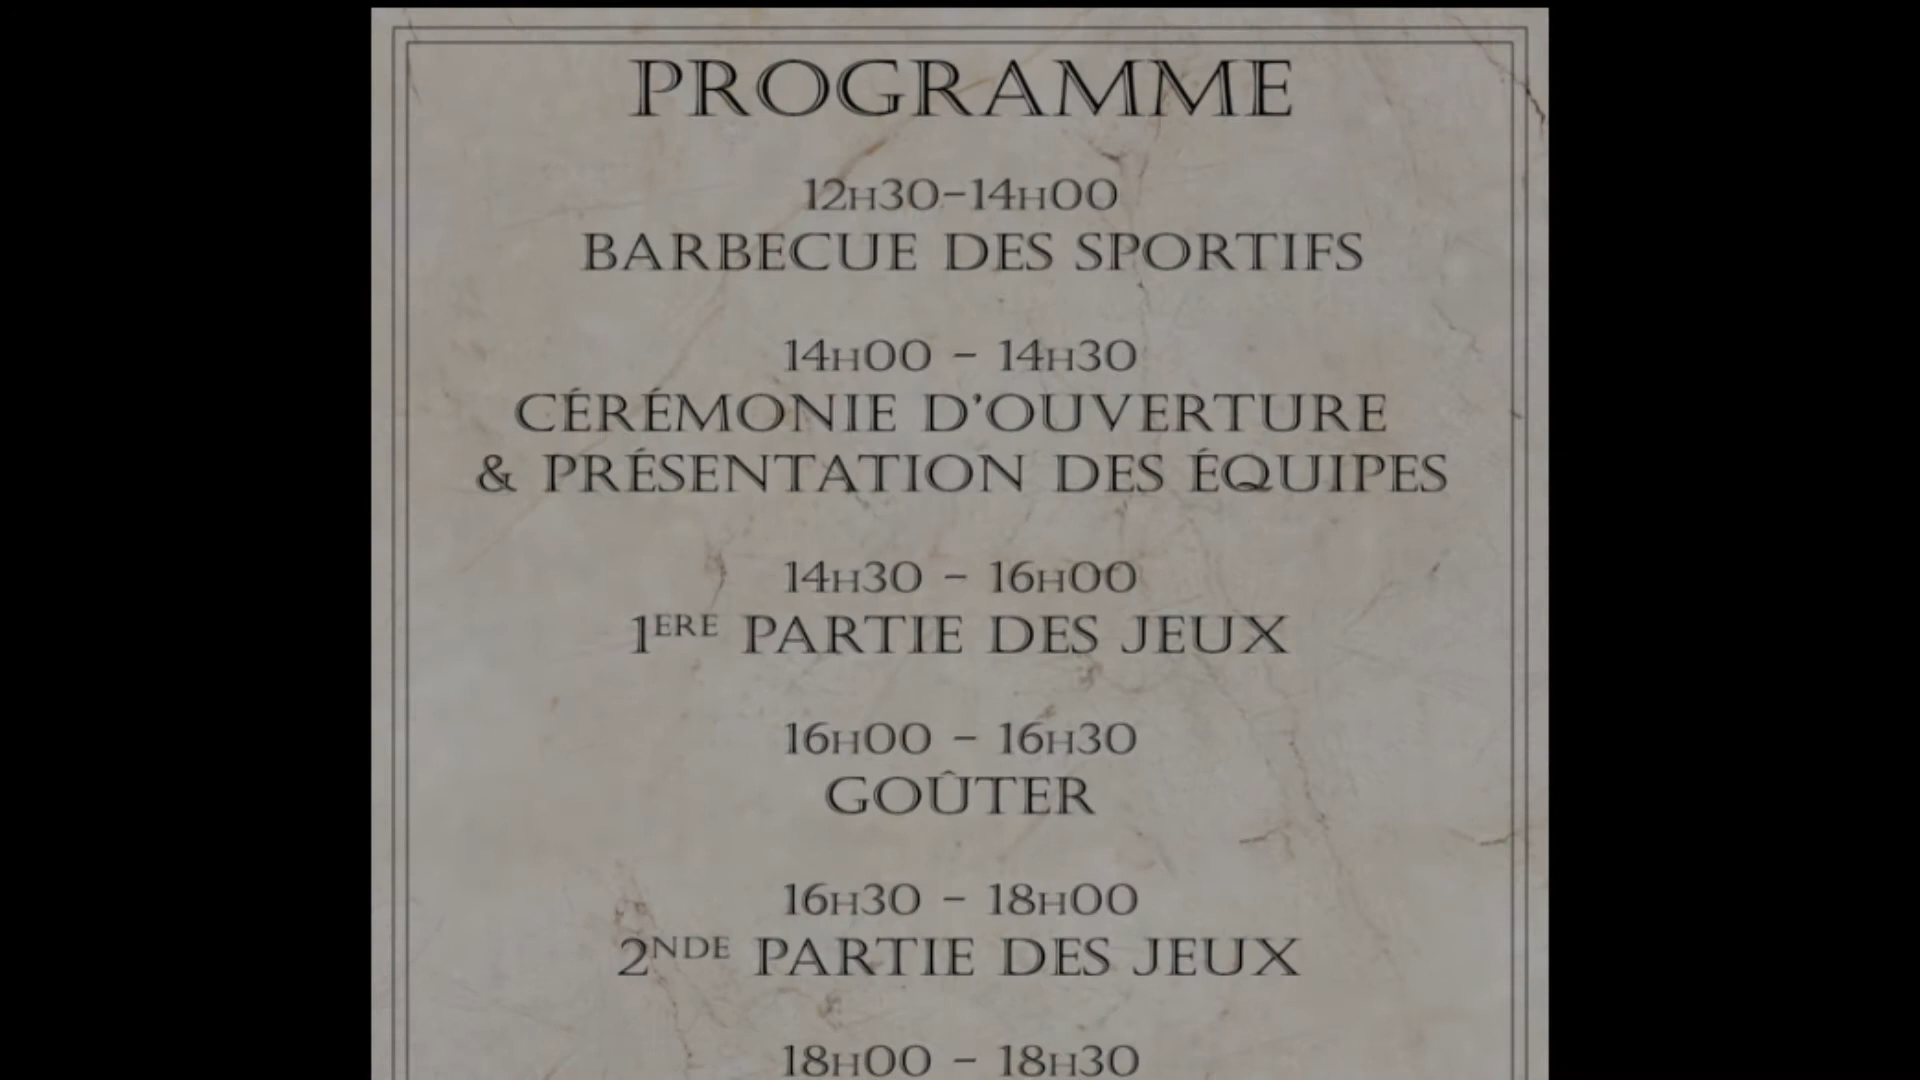 PROGRAMME
12H30-14H00
BARBECUE DES SPORTIFS
14H00 - 14H30
CÉRÉMONIE D'OUVERTURE
& PRÉSENTATION DES ÉQUIPES
14H30 - 16H00
1ERE PARTIE DES JEUX
16H00 - 16H30
GOÛTER
16H30 - 18H00
2NDE PARTIE DES JEUX
18H00 - 18H30